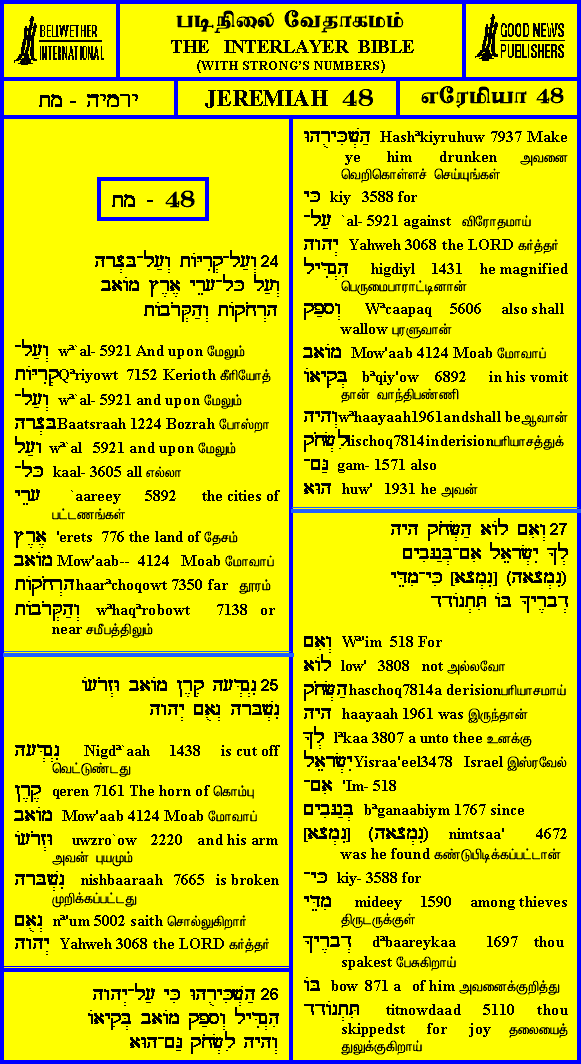 BELLWETHER
INTERNATIONAL
படிநிலை வேதாகமம்
THE INTERLAYER BIBLE
(WITH STRONG'S NUMBERS)
GOOD NEWS
PUBLISHERS
ירמיה - מח
JEREMIAH 48
எரேமியா 48
מח - 48
24 וְעַל־קְרִיּוֹת וְעַל־בָּצְרָה
וְעַל כָּל־עָרֵי אֶרֶץ מוֹאָב
הָרְחֹקוֹת וְהַקְּרֹבוֹת
וְעַל־ wᵃ`al- 5921 And upon மேலும்
קְרִיּוֹת Qᵃriyowt 7152 Kerioth கீரியோத்
וְעַל־ wᵃ`al- 5921 and upon மேலும்
בָּצְרָה Baatsraah 1224 Bozrah போஸ்றா
וְעַל wᵃ`al 5921 and upon மேலும்
כָּל־ kaal- 3605 all எல்லா
עָרֵי `aareey 5892 the cities of
பட்டணங்கள்
אֶרֶץ 'erets 776 the land of தேசம்
מוֹאָב Mow'aab-- 4124 Moab மோவாப்
הָרְחֹקוֹת haarᵃchoqowt 7350 far தூரம்
וְהַקְּרֹבוֹת wᵃhaqᵃrobowt 7138 or
near சமீபத்திலும்
25 נִגְדְּעָה קֶרֶן מוֹאָב וּזְרֹעוֹ
נִשְׁבָּרָה נְאֻם יְהוָה
נִגְדְּעָה Nigdᵃ`aah 1438 is cut off
வெட்டுண்டது
קֶרֶן qeren 7161 The horn of கொம்பு
מוֹאָב Mow'aab 4124 Moab மோவாப்
וּזְרֹעוֹ uwzro`ow 2220 and his arm
அவன் புயமும்
נִשְׁבָּרָה nishbaaraah 7665 is broken
முறிக்கப்பட்டது
נְאֻם nᵃ'um 5002 saith சொல்லுகிறார்
יְהוָה Yahweh 3068 the LORD கர்த்தர்
26 הַשְׁכִּירֻהוּ כִּי עַל־יְהוָה
הִגְדִּיל וְסָפַק מוֹאָב בְּקִיאוֹ
וְהָיָה לִשְׂחֹק גַּם־הוּא
הַשְׁכִּירֻהוּ Hashᵃkiyruhuw 7937 Make
ye him drunken அவனை
வெறிகொள்ளச் செய்யுங்கள்
כִּי kiy 3588 for
עַל־ `al- 5921 against விரோதமாய்
יְהוָה Yahweh 3068 the LORD கர்த்தர்
הִגְדִּיל higdiyl 1431 he magnified
பெருமைபாராட்டினான்
וְסָפַק Wᵃcaapaq 5606 also shall
wallow புரளுவான்
מוֹאָב Mow'aab 4124 Moab மோவாப்
בְּקִיאוֹ bᵃqiy'ow 6892 in his vomit
தான் வாந்திபண்ணி
וְהָיָה wᵃhaayaah1961andshall beஆவான்
לִשְׂחֹק lischoq7814inderisionபரியாசத்துக்
גַּם־ gam- 1571 also
הוּא huw' 1931 he அவன்
27 וְאִם לוֹא הַשְּׂחֹק הָיָה
לְךָ יִשְׂרָאֵל אִם־בְּגַנָּבִים
(נִמְצָאָה) [נִמְצָא] כִּי־מִדֵּי
דְבָרֶיךָ בּוֹ תִּתְנוֹדָד
וְאִם Wᵃ'im 518 For
לוֹא low' 3808 not அல்லவோ
הַשְּׂחֹק haschoq7814a derisionபரியாசமாய்
הָיָה haayaah 1961 was இருந்தான்
לְךָ lᵃkaa 3807 a unto thee உனக்கு
יִשְׂרָאֵל Yisraa'eel3478 Israel இஸ்ரவேல்
אִם־ 'Im- 518
בְּגַנָּבִים bᵃganaabiym 1767 since
[נִמְצָא] (נִמְצָאָה) nimtsaa' 4672
was he found கண்டுபிடிக்கப்பட்டான்
כִּי־ kiy- 3588 for
מִדֵּי mideey 1590 among thieves
திருடருக்குள்
דְבָרֶיךָ dᵃbaareykaa 1697 thou
spakest பேசுகிறாய்
בּוֹ bow 871 a of him அவனைக்குறித்து
תִּתְנוֹדָד titnowdaad 5110 thou
skippedst for joy தலையைத்
துலுக்குகிறாய்